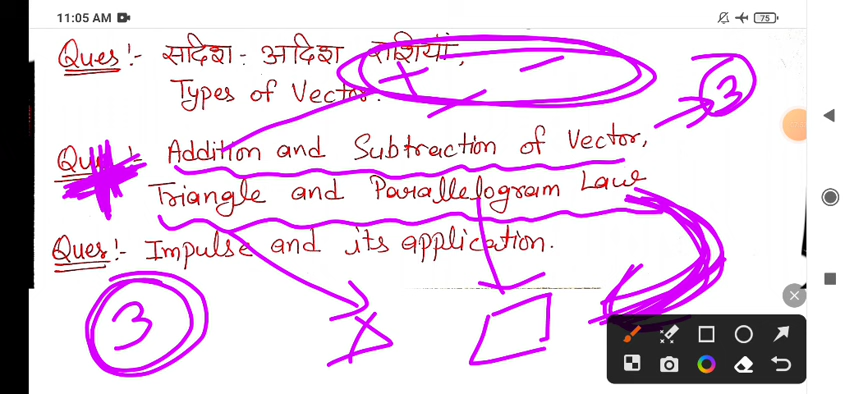 11:05 AM 75
Ques!- सदिश - अदिश राशियां,
Types of Vector.
+ -
3
Ques!- Addition and Subtraction of Vector,
Triangle and Parallelogram Law
Ques!- Impulse and its application.
3